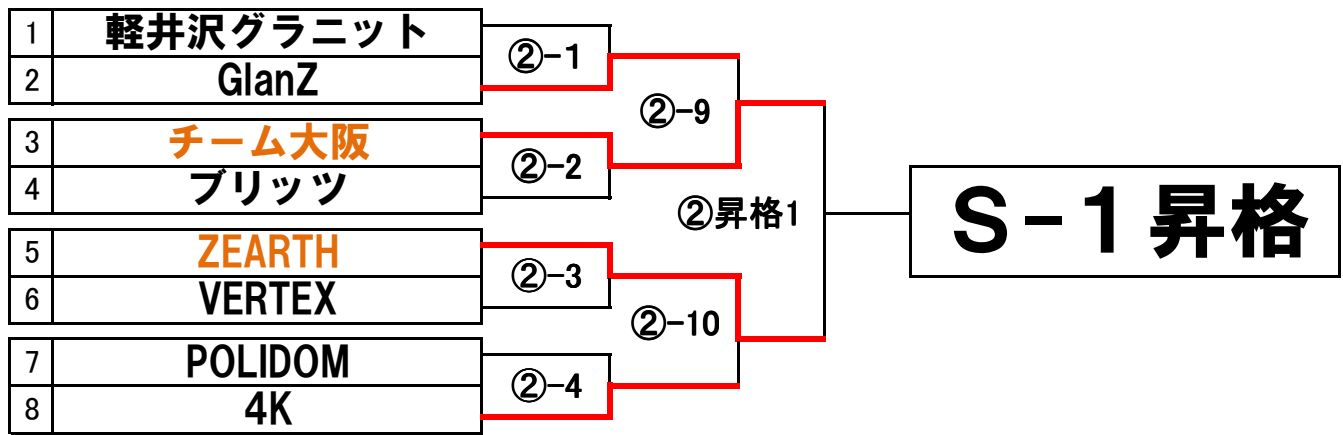 1 軽井沢グラニット
2 GlanZ
②-1
3 チーム大阪
4 ブリッツ
②-2
②-9
5 ZEARTH
6 VERTEX
②-3
7 POLIDOM
8 4K
②-4
②-10
②昇格1
S-1昇格